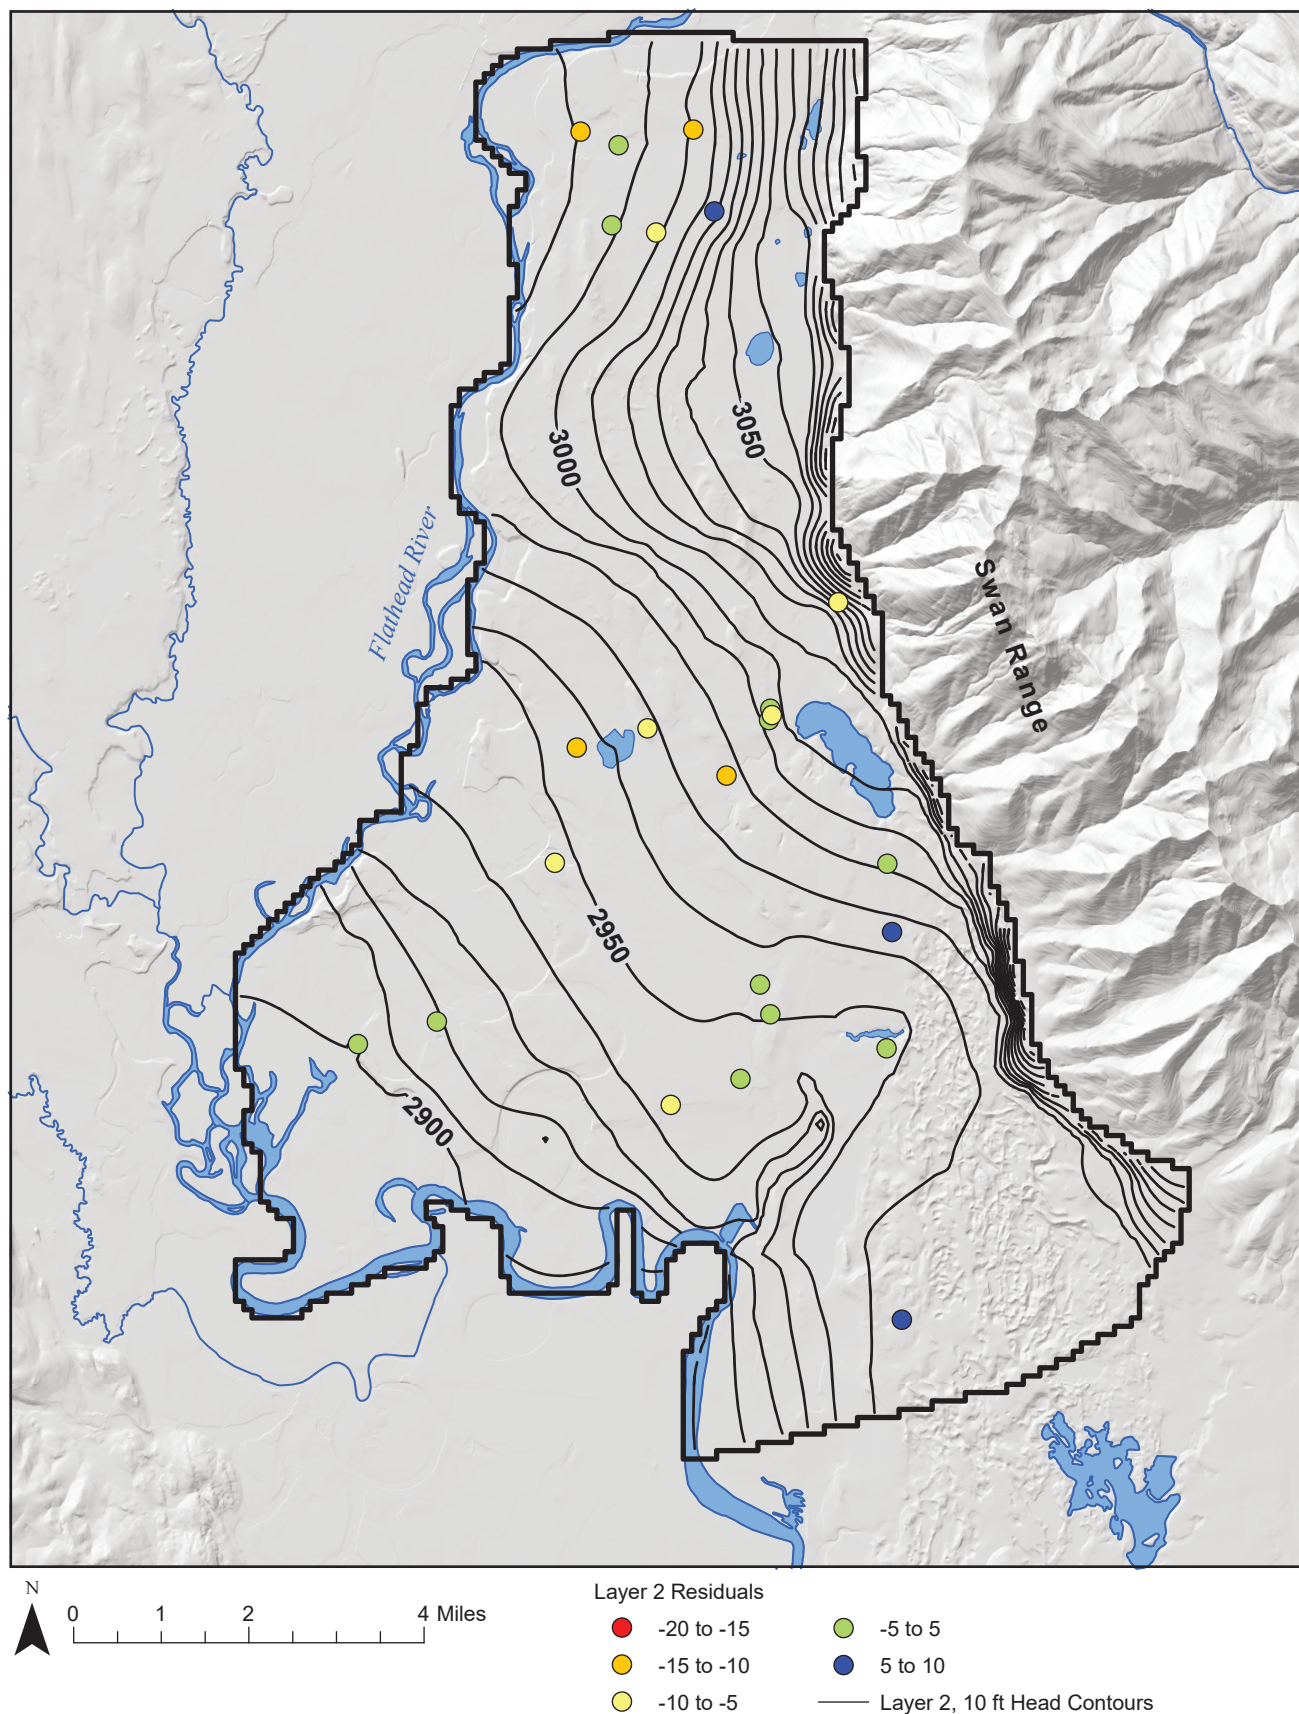 3050
3000
Flathead River
Swan Range
2950
2900
N
0 1 2 4 Miles
Layer 2 Residuals
-20 to -15
-15 to -10
-10 to -5
-5 to 5
5 to 10
Layer 2, 10 ft Head Contours